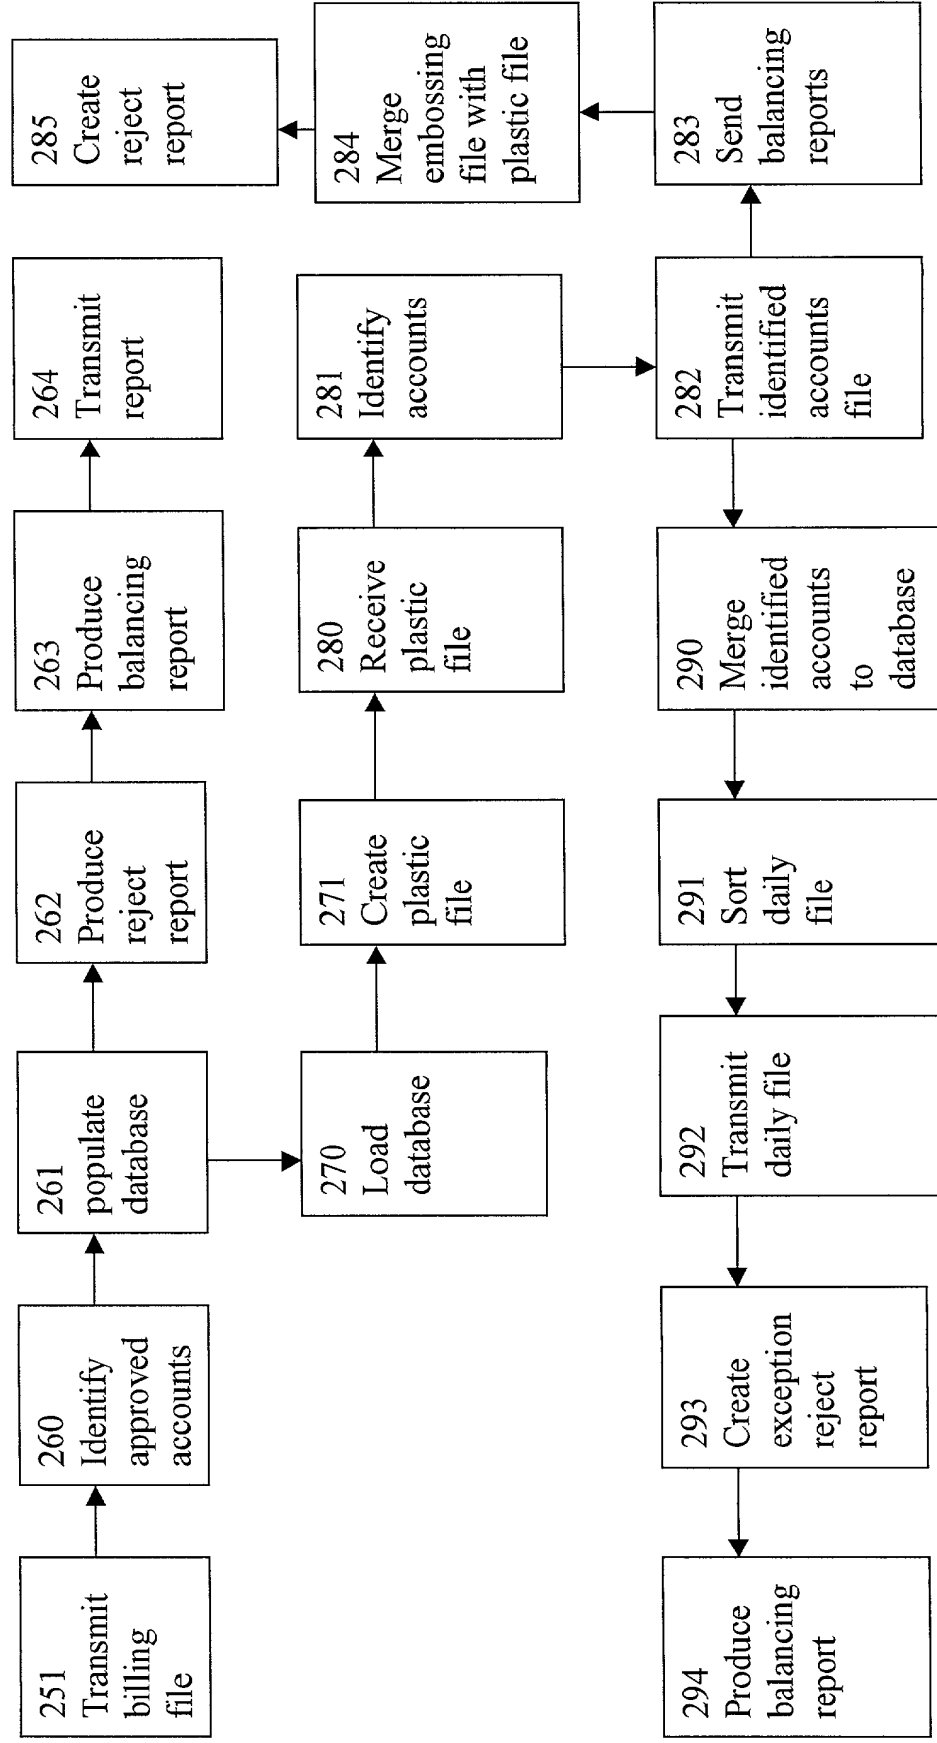 251
Transmit
billing
file
260
Identify
approved
accounts
261
populate
database
262
Produce
reject
report
263
Produce
balancing
report
264
Transmit
report
270
Load
database
271
Create
plastic
file
280
Receive
plastic
file
281
Identify
accounts
282
Transmit
identified
accounts
file
283
Send
balancing
reports
284
Merge
embossing
file with
plastic file
285
Create
reject
report
290
Merge
identified
accounts
to
database
291
Sort
daily
file
292
Transmit
daily file
293
Create
exception
reject
report
294
Produce
balancing
report